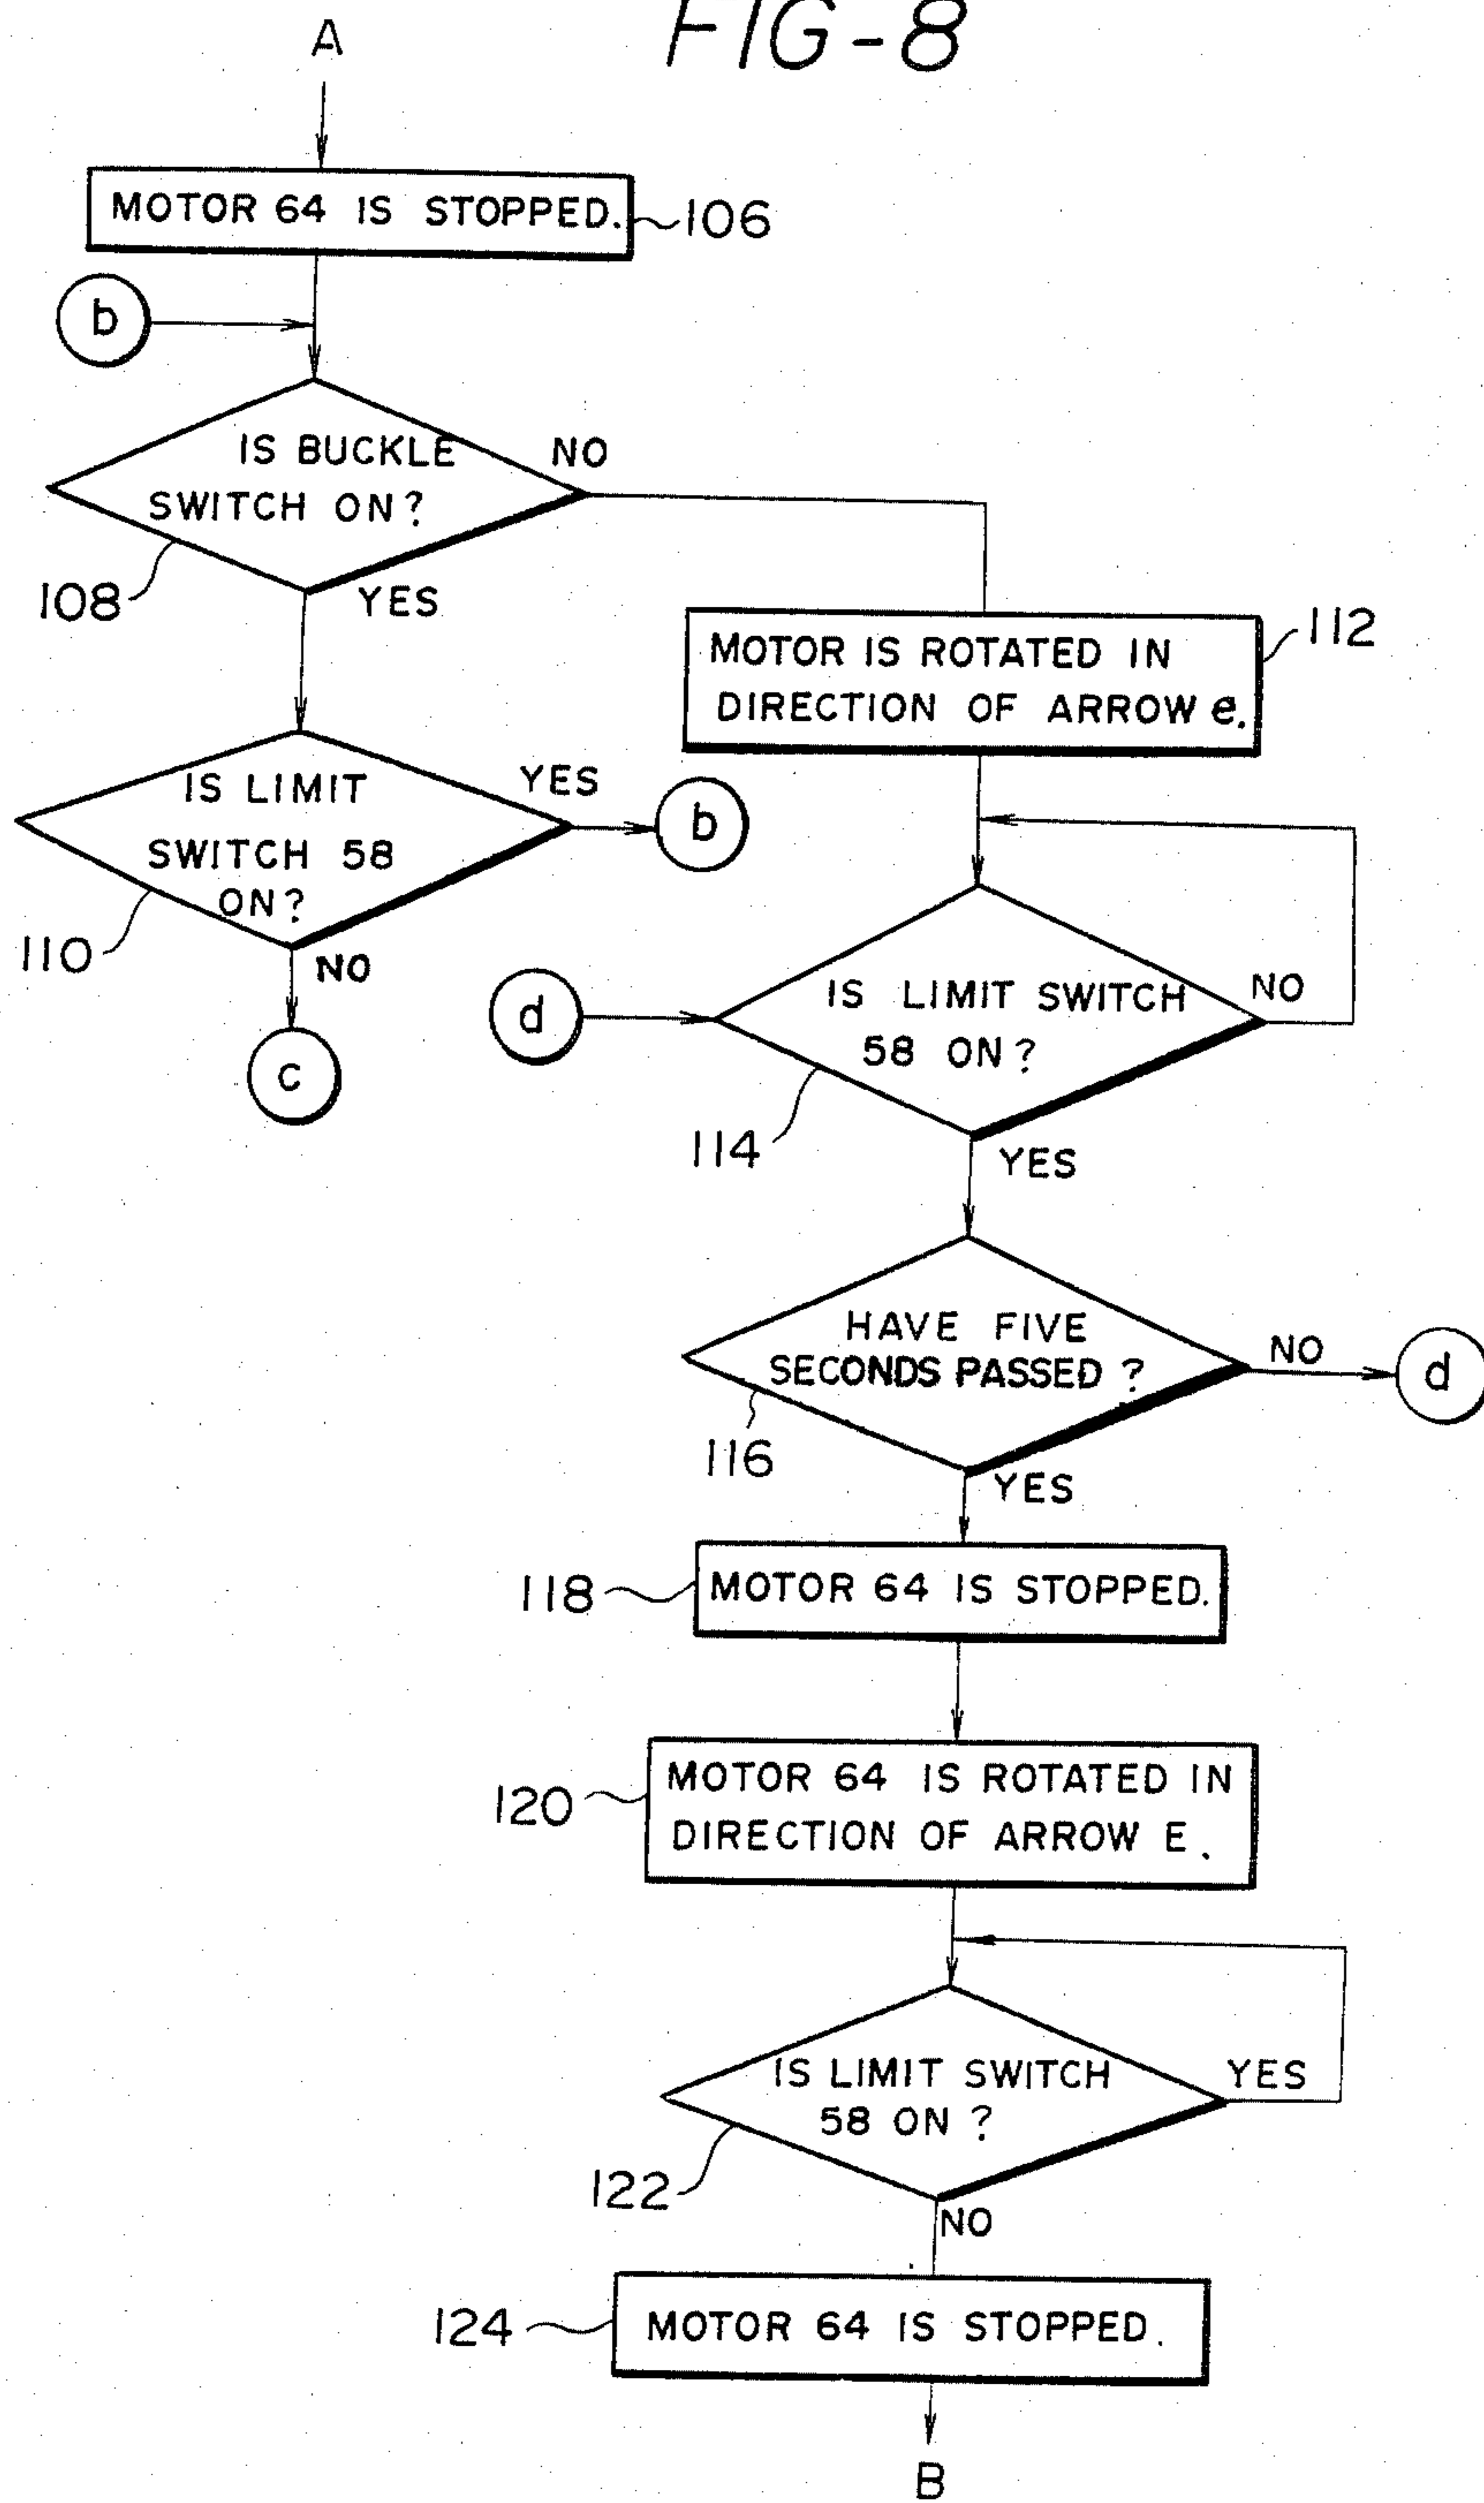 FIG-8
A
MOTOR 64 IS STOPPED.
106
b
IS BUCKLE
SWITCH ON?
NO
108
YES
MOTOR IS ROTATED IN
DIRECTION OF ARROW e.
112
IS LIMIT
SWITCH 58
ON?
YES
b
110
NO
c
d
IS LIMIT SWITCH
58 ON?
NO
114
YES
HAVE FIVE
SECONDS PASSED ?
NO
d
116
YES
118
MOTOR 64 IS STOPPED.
120
MOTOR 64 IS ROTATED IN
DIRECTION OF ARROW E.
IS LIMIT SWITCH
58 ON ?
YES
122
NO
124
MOTOR 64 IS STOPPED.
B